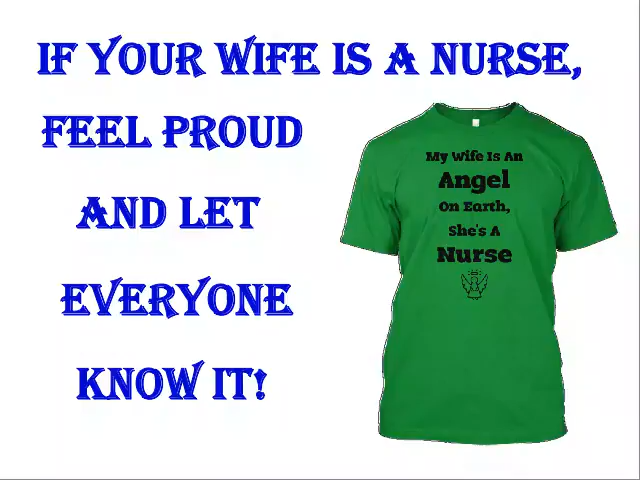 IF YOUR WIFE IS A NURSE,
FEEL PROUD
AND LET
EVERYONE
KNOW IT!
My Wife Is An
Angel
On Earth,
She's A
Nurse